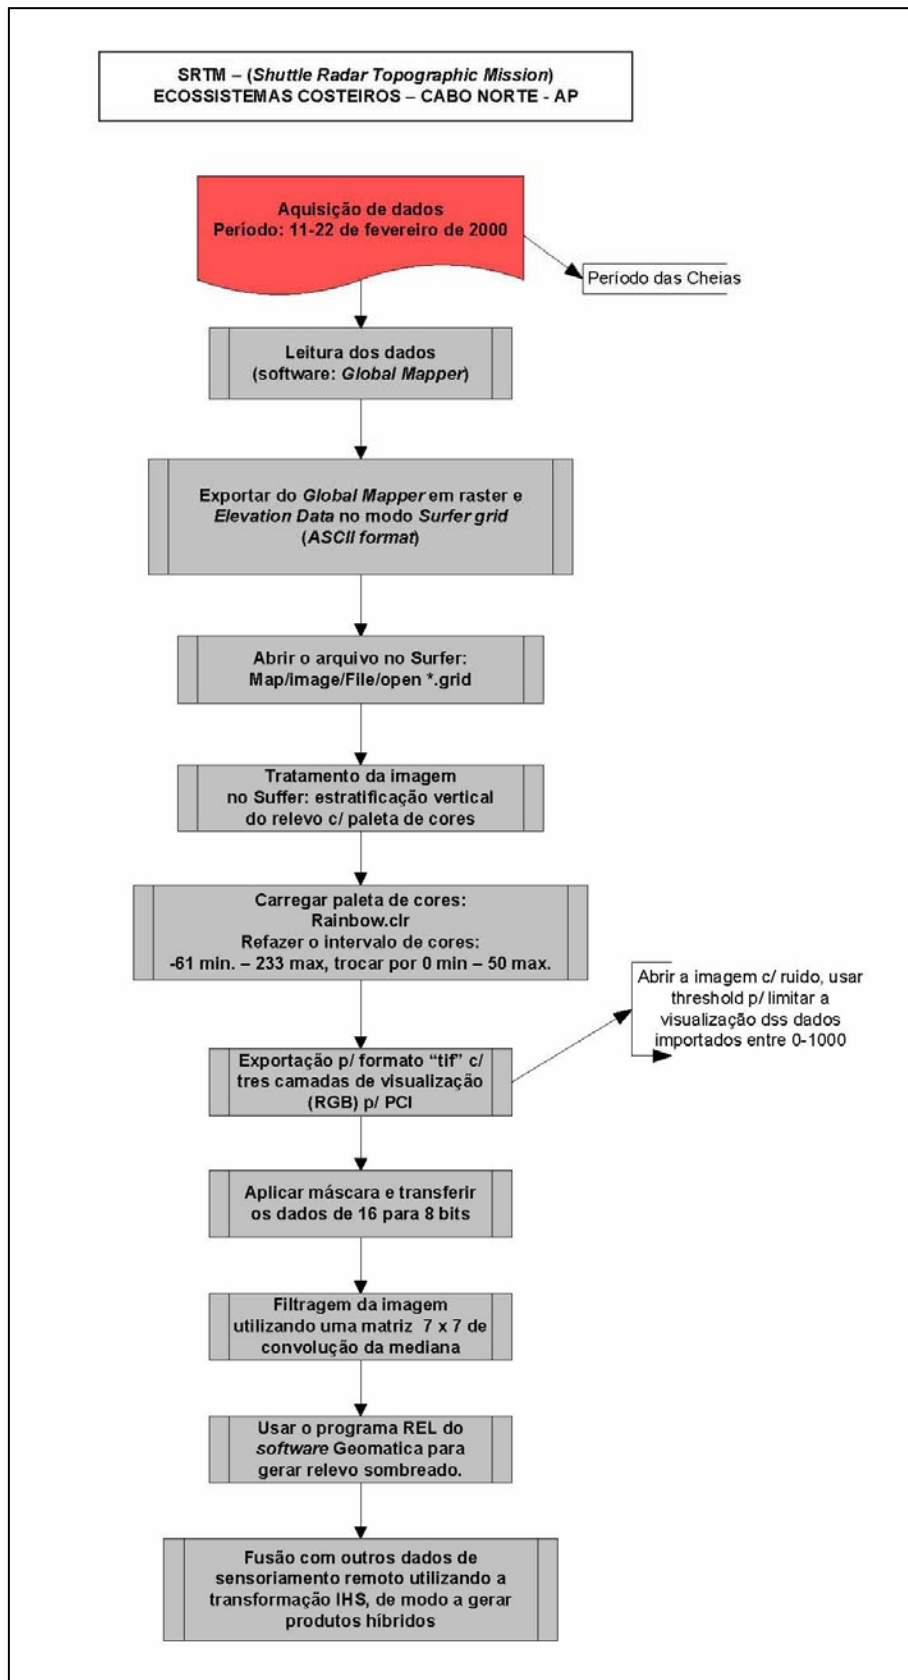 SRTM – (Shuttle Radar Topographic Mission)
ECOSSISTEMAS COSTEIROS – CABO NORTE - AP
Aquisição de dados
Período: 11-22 de fevereiro de 2000
Período das Cheias
Leitura dos dados
(software: Global Mapper)
Exportar do Global Mapper em raster e
Elevation Data no modo Surfer grid
(ASCII format)
Abrir o arquivo no Surfer:
Map/image/File/open *.grid
Tratamento da imagem
no Suffer: estratificação vertical
do relevo c/ paleta de cores
Carregar paleta de cores:
Rainbow.clr
Refazer o intervalo de cores:
-61 min. – 233 max, trocar por 0 min – 50 max.
Abrir a imagem c/ ruido, usar
threshold p/ limitar a
visualização dss dados
importados entre 0-1000
Exportação p/ formato “tif” c/
tres camadas de visualização
(RGB) p/ PCI
Aplicar máscara e transferir
os dados de 16 para 8 bits
Filtragem da imagem
utilizando uma matriz 7 x 7 de
convolução da mediana
Usar o programa REL do
software Geomatica para
gerar relevo sombreado.
Fusão com outros dados de
sensoriamento remoto utilizando a
transformação IHS, de modo a gerar
produtos híbridos